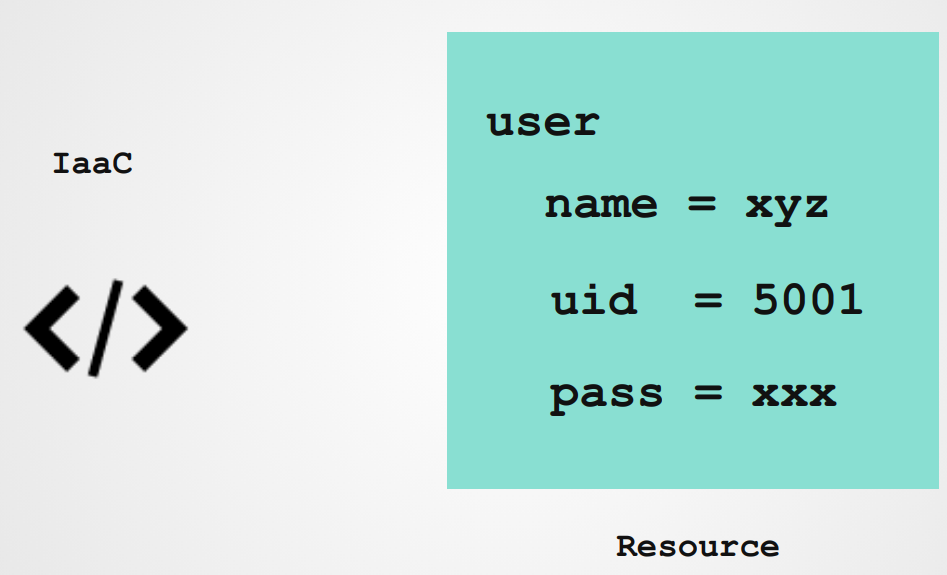 IaaC
</>
user
name = xyz
uid = 5001
pass = xxx
Resource